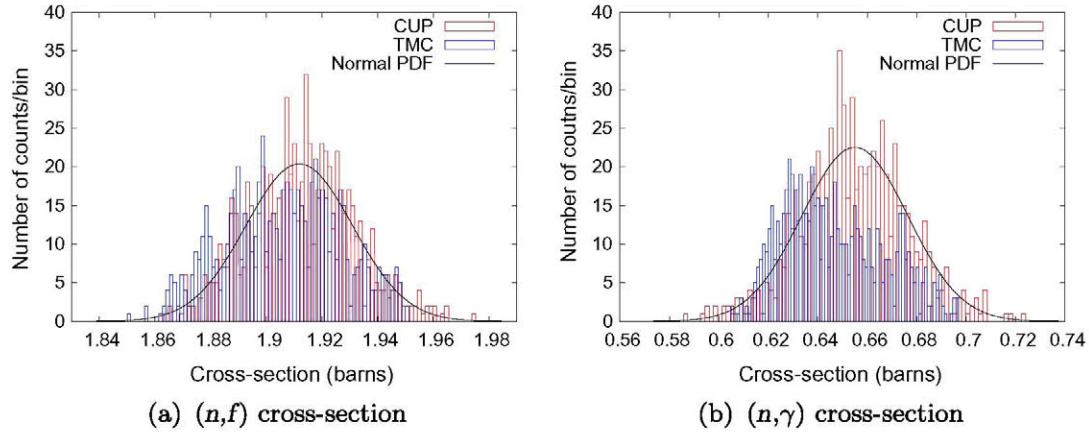 40
35
30
25
20
15
10
5
0
Number of counts/bin
CUP
TMC
Normal PDF
1.84 1.86 1.88 1.9 1.92 1.94 1.96 1.98
Cross-section (barns)
(a) (n,f) cross-section
40
35
30
25
20
15
10
5
0
Number of coutns/bin
CUP
TMC
Normal PDF
0.56 0.58 0.6 0.62 0.64 0.66 0.68 0.7 0.72 0.74
Cross-section (barns)
(b) (n,γ) cross-section